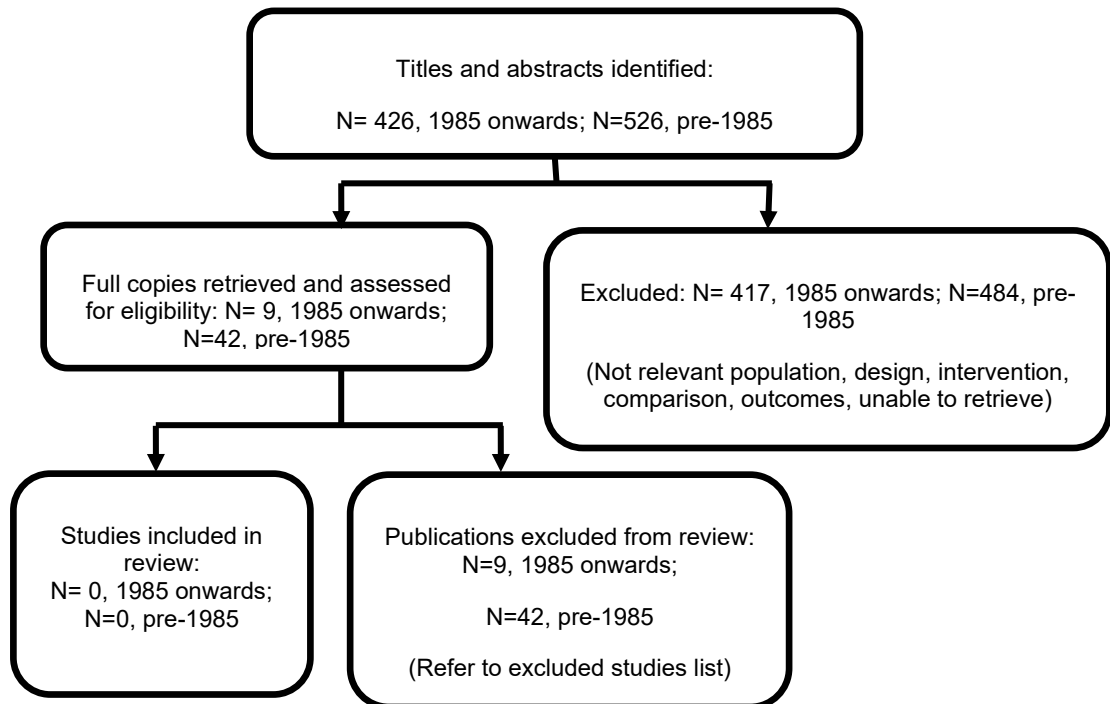 Titles and abstracts identified:
N= 426, 1985 onwards; N=526, pre-1985
Full copies retrieved and assessed
for eligibility: N= 9, 1985 onwards;
N=42, pre-1985
Excluded: N= 417, 1985 onwards; N=484, pre-
1985
(Not relevant population, design, intervention,
comparison, outcomes, unable to retrieve)
Studies included in
review:
N= 0, 1985 onwards;
N=0, pre-1985
Publications excluded from review:
N=9, 1985 onwards;
N=42, pre-1985
(Refer to excluded studies list)